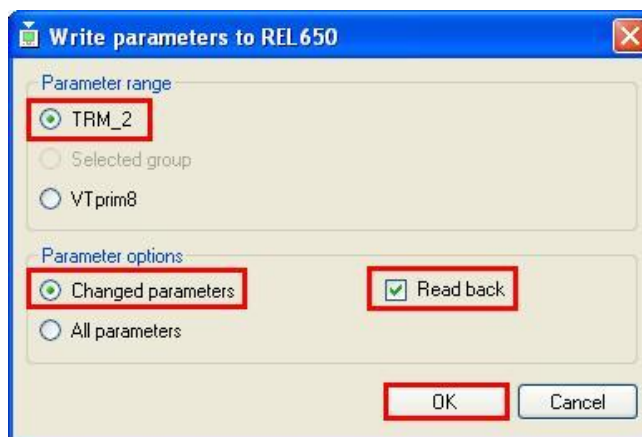 Write parameters to REL650
Parameter range
TRM_2
Selected group
VTprim8
Parameter options
Changed parameters
Read back
All parameters
OK
Cancel